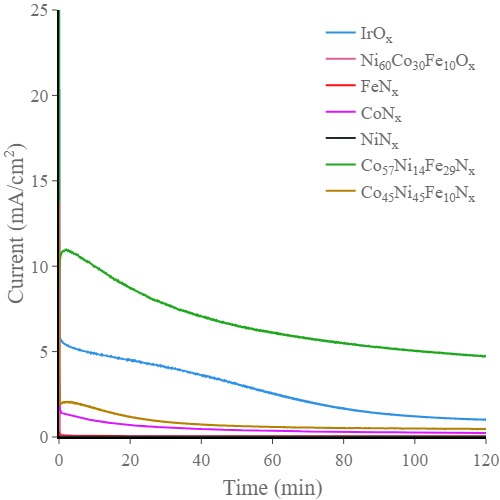 25
20
15
10
5
0
Current (mA/cm²)
IrOₓ
Ni₆₀Co₃₀Fe₁₀Oₓ
FeNₓ
CoNₓ
NiNₓ
Co₅₇Ni₁₄Fe₂₉Nₓ
Co₄₅Ni₄₅Fe₁₀Nₓ
0 20 40 60 80 100 120
Time (min)